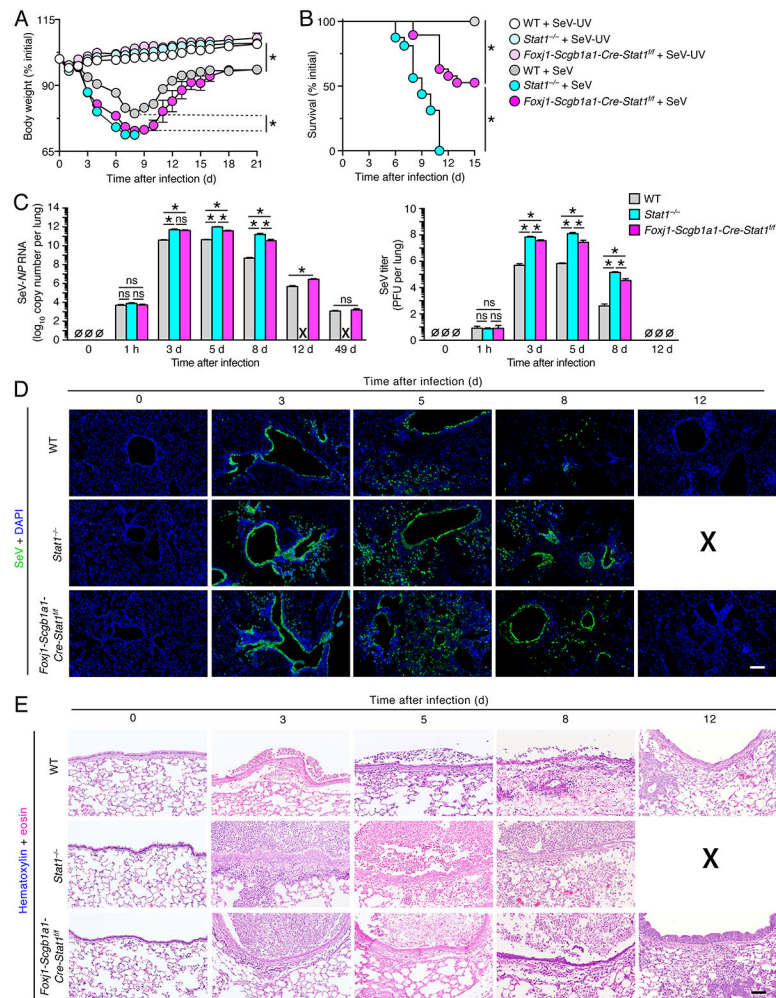 A
115
90
65
Body weight (% initial)
0 3 6 9 12 15 18 21
Time after infection (d)
*
*
B
100
50
0
Survival (% initial)
0 3 6 9 12 15
Time after infection (d)
*
*
WT + SeV-UV
Stat1–/– + SeV-UV
Foxj1-Scgb1a1-Cre-Stat1f/f + SeV-UV
WT + SeV
Stat1–/– + SeV
Foxj1-Scgb1a1-Cre-Stat1f/f + SeV
C
SeV-NP RNA
(log10 copy number per lung)
14
12
10
8
6
4
2
0
* * * * ns
* ns * * * *
ns
ns ns
Ø Ø Ø X X
0 1 h 3 d 5 d 8 d 12 d 49 d
Time after infection
WT
Stat1–/–
Foxj1-Scgb1a1-Cre-Stat1f/f
SeV titer
(PFU per lung)
10
8
6
4
2
0
* * *
* * * * * *
ns
ns ns
Ø Ø Ø Ø Ø Ø
0 1 h 3 d 5 d 8 d 12 d
Time after infection
D
Time after infection (d)
0 3 5 8 12
SeV + DAPI
WT
Stat1–/–
X
Foxj1-Scgb1a1-
Cre-Stat1f/f
E
Time after infection (d)
0 3 5 8 12
Hematoxylin + eosin
WT
Stat1–/–
X
Foxj1-Scgb1a1-
Cre-Stat1f/f